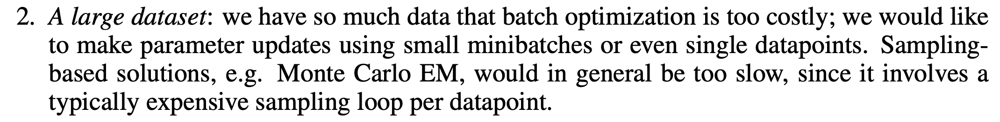 2. A large dataset: we have so much data that batch optimization is too costly; we would like
to make parameter updates using small minibatches or even single datapoints. Sampling-
based solutions, e.g. Monte Carlo EM, would in general be too slow, since it involves a
typically expensive sampling loop per datapoint.